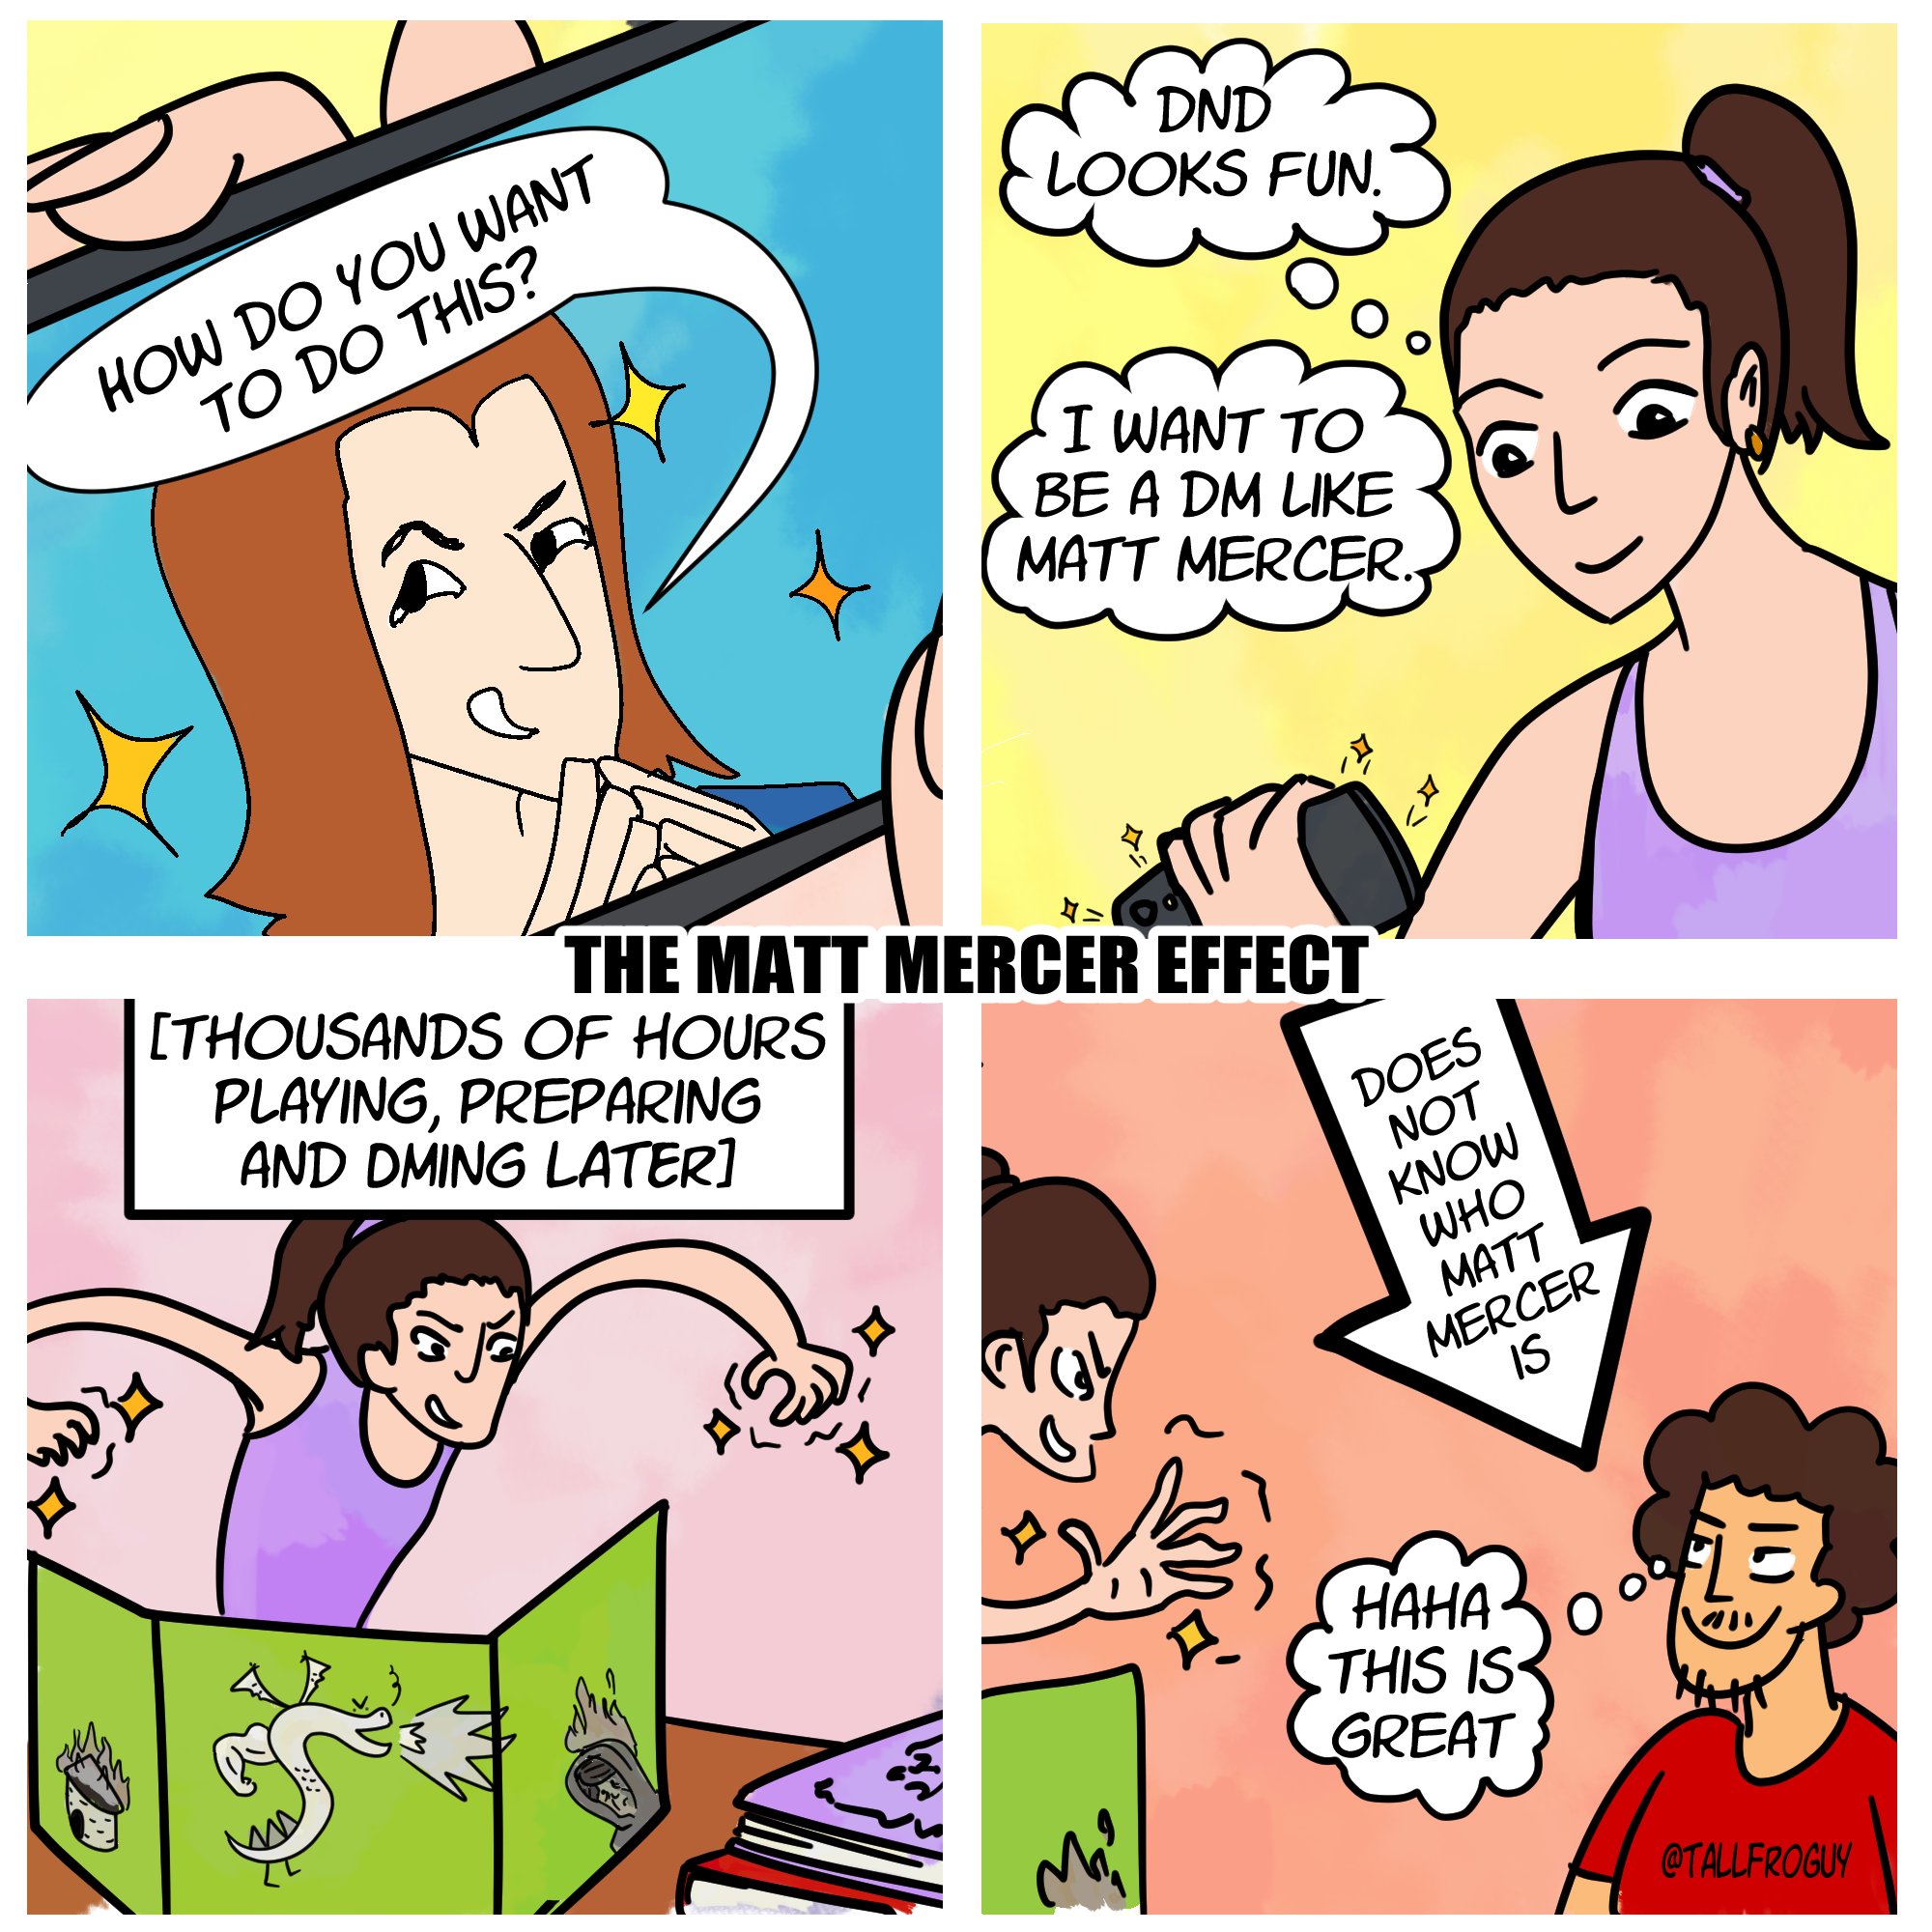 HOW DO YOU WANT
TO DO THIS?
DND
LOOKS FUN.
I WANT TO
BE A DM LIKE
MATT MERCER.
THE MATT MERCER EFFECT
[THOUSANDS OF HOURS
PLAYING, PREPARING
AND DMING LATER]
DOES
NOT
KNOW
WHO
MATT
MERCER
IS
HAHA
THIS IS
GREAT
@TALLFROGUY